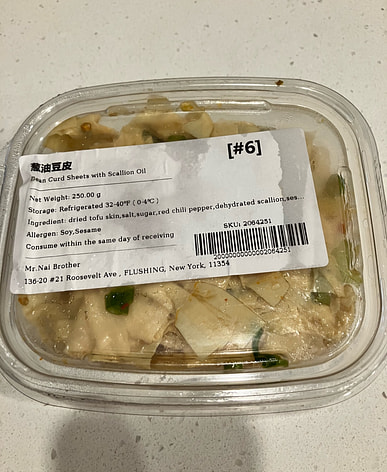 葱油豆皮
[#6]
Bean Curd Sheets with Scallion Oil
Net Weight: 250.00 g
Storage: Refrigerated 32-40℉ ( 0-4℃ )
Ingredient: dried tofu skin,salt,sugar,red chili pepper,dehydrated scallion,ses...
Allergen: Soy,Sesame
Consume within the same day of receiving
SKU: 2064251
2000000000002064251
Mr.Nai Brother
136-20 #21 Roosevelt Ave , FLUSHING, New York, 11354